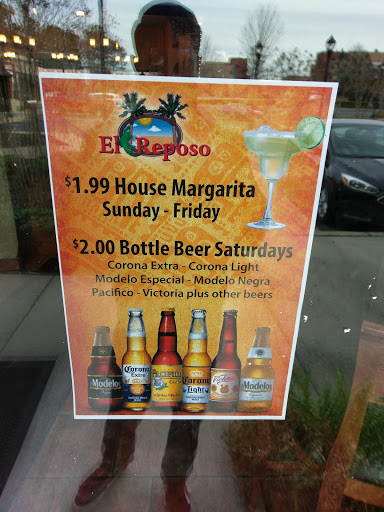 El Reposo
$1.99 House Margarita
Sunday - Friday
$2.00 Bottle Beer Saturdays
Corona Extra - Corona Light
Modelo Especial - Modelo Negra
Pacifico - Victoria plus other beers
Modelo
Corona
Extra
Corona
Light
Modelo